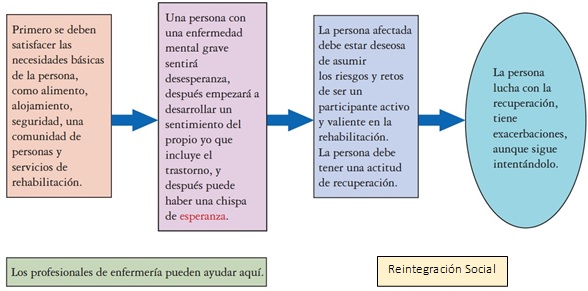 Primero se deben
satisfacer las
necesidades básicas
de la persona,
como alimento,
alojamiento,
seguridad, una
comunidad de
personas y
servicios de
rehabilitación.
Una persona con
una enfermedad
mental grave
sentirá
desesperanza,
después empezará a
desarrollar un
sentimiento del
propio yo que
incluye el
trastorno, y
después puede
haber una chispa
de esperanza.
La persona afectada
debe estar deseosa
de asumir
los riesgos y retos
de ser un
participante activo
y valiente en la
rehabilitación.
La persona debe
tener una actitud
de recuperación.
La persona
lucha con la
recuperación,
tiene
exacerbaciones,
aunque sigue
intentándolo.
Los profesionales de enfermería pueden ayudar aquí.
Reintegración Social